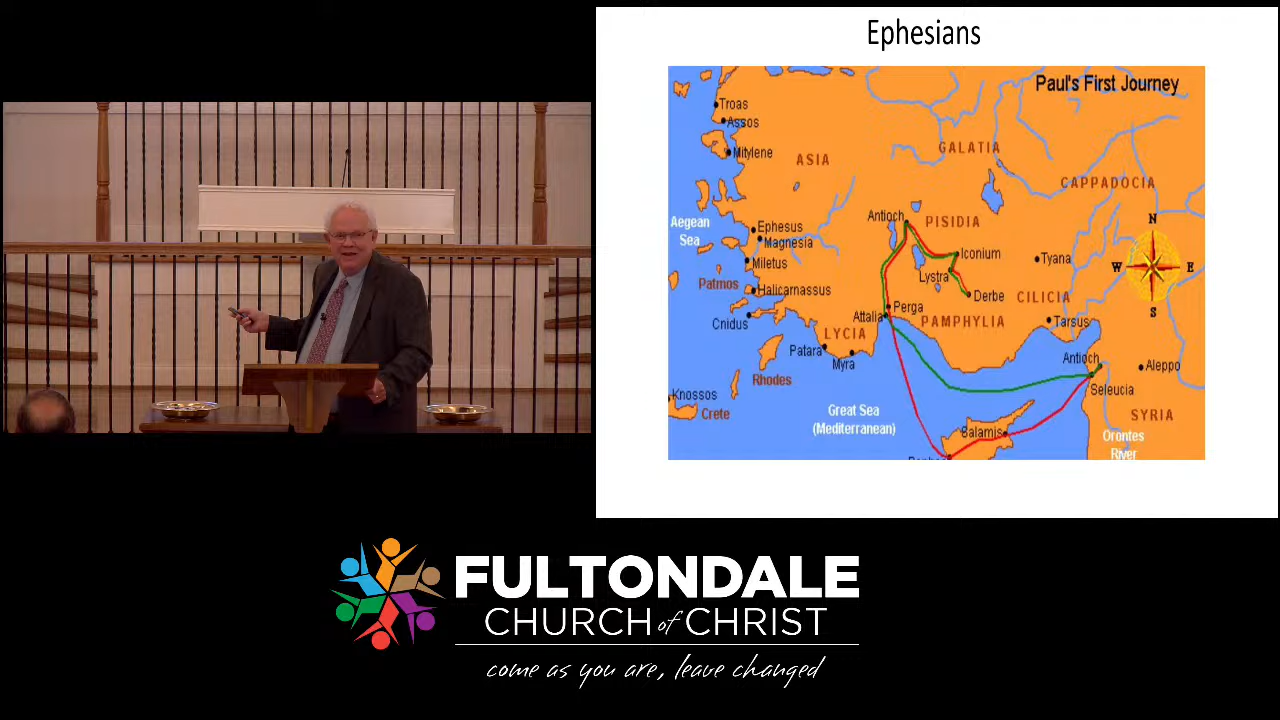 Ephesians
Paul's First Journey
Troas
Assos
Mitylene
ASIA
GALATIA
CAPPADOCIA
Aegean
Sea
Ephesus
Magnesia
Miletus
Patmos
Halicarnassus
Cnidus
Antioch
PISIDIA
Iconium
Lystra
Derbe
Tyana
CILICIA
Tarsus
N
W
E
S
Perga
Attalia
PAMPHYLIA
LYCIA
Patara
Myra
Rhodes
Knossos
Crete
Great Sea
(Mediterranean)
Salamis
Antioch
Seleucia
Aleppo
SYRIA
Orontes
River
FULTONDALE
CHURCH of CHRIST
come as you are, leave changed